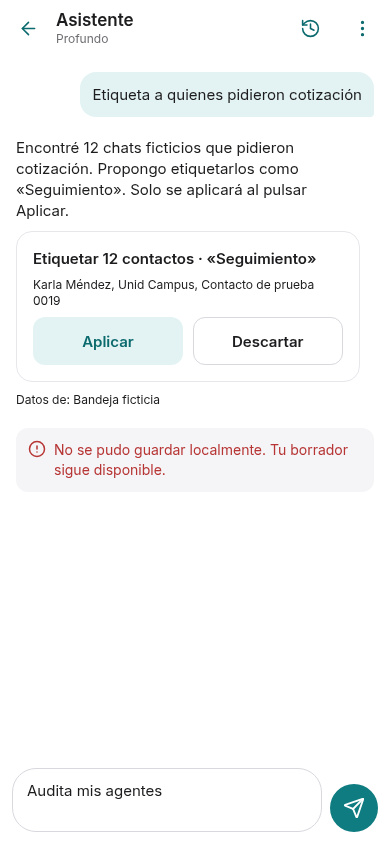 Asistente
Profundo
Etiqueta a quienes pidieron cotización
Encontré 12 chats ficticios que pidieron
cotización. Propongo etiquetarlos como
«Seguimiento». Solo se aplicará al pulsar
Aplicar.
Etiquetar 12 contactos · «Seguimiento»
Karla Méndez, Unid Campus, Contacto de prueba
0019
Aplicar
Descartar
Datos de: Bandeja ficticia
No se pudo guardar localmente. Tu borrador
sigue disponible.
Audita mis agentes